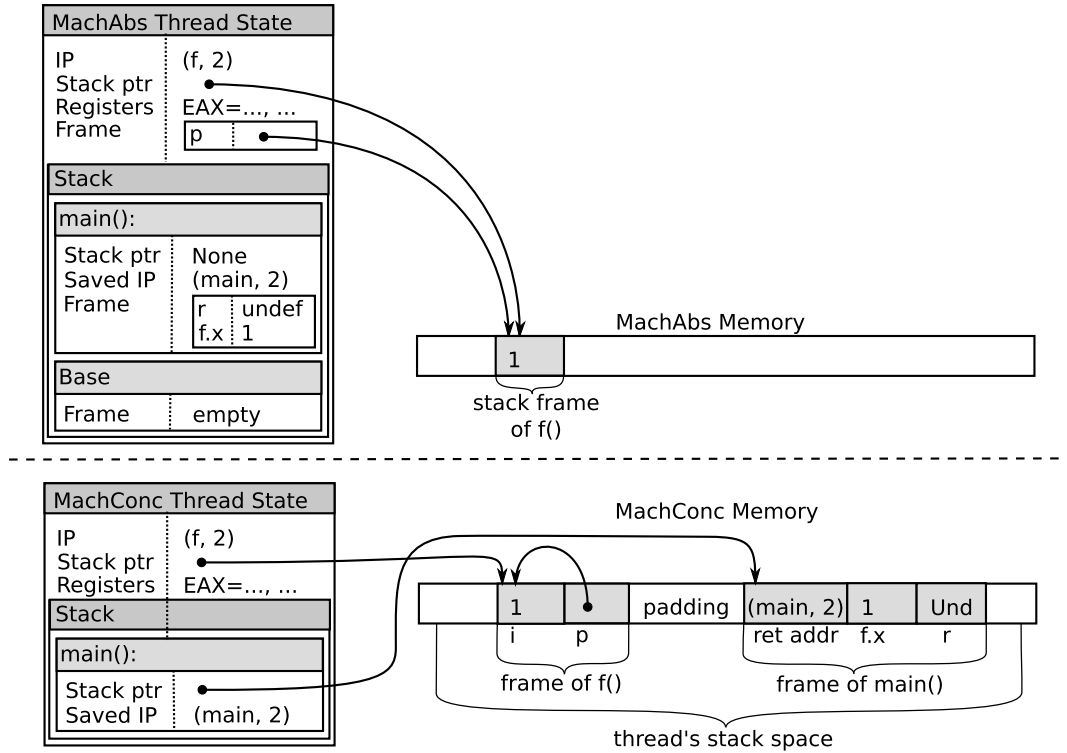 MachAbs Thread State
IP (f, 2)
Stack ptr
Registers EAX=..., ...
Frame p
Stack
main():
Stack ptr None
Saved IP (main, 2)
Frame r undef
f.x 1
Base
Frame empty
MachAbs Memory
1
stack frame
of f()
MachConc Thread State
IP (f, 2)
Stack ptr
Registers EAX=..., ...
Stack
main():
Stack ptr
Saved IP (main, 2)
MachConc Memory
1 padding (main, 2) 1 Und
i p ret addr f.x r
frame of f() frame of main()
thread's stack space